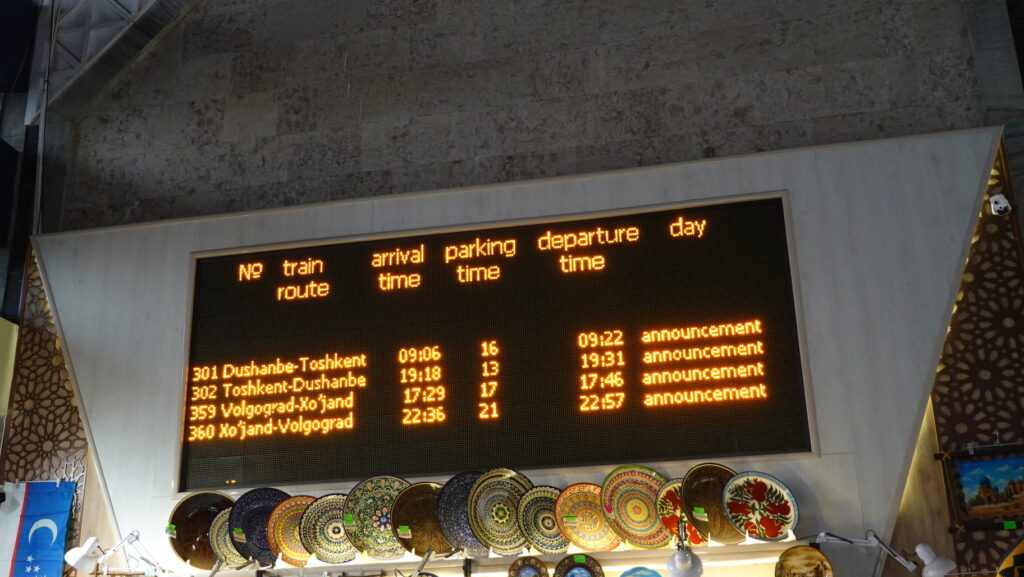 № train route arrival time parking time departure time day
301 Dushanbe-Toshkent 09:06 16 09:22 announcement
302 Toshkent-Dushanbe 19:18 13 19:31 announcement
359 Volgograd-Xo'jand 17:29 17 17:46 announcement
360 Xo'jand-Volgograd 22:36 21 22:57 announcement